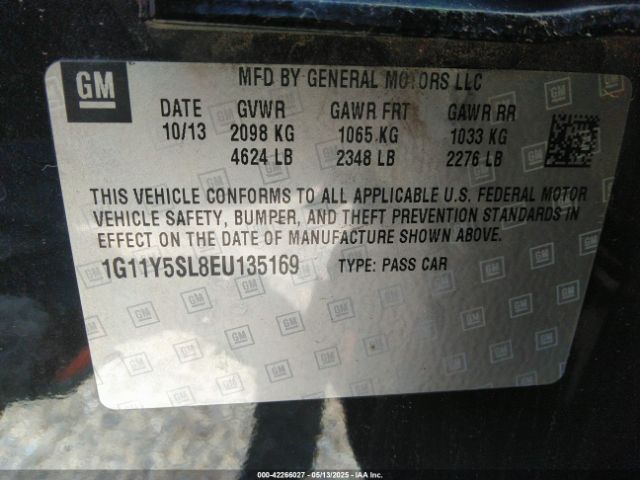 GM
MFD BY GENERAL MOTORS LLC
DATE GVWR GAWR FRT GAWR RR
10/13 2098 KG 1065 KG 1033 KG
4624 LB 2348 LB 2276 LB
THIS VEHICLE CONFORMS TO ALL APPLICABLE U.S. FEDERAL MOTOR
VEHICLE SAFETY, BUMPER, AND THEFT PREVENTION STANDARDS IN
EFFECT ON THE DATE OF MANUFACTURE SHOWN ABOVE.
1G11Y5SL8EU135169 TYPE: PASS CAR
000-42266027 - 05/13/2025 - IAAI.COM